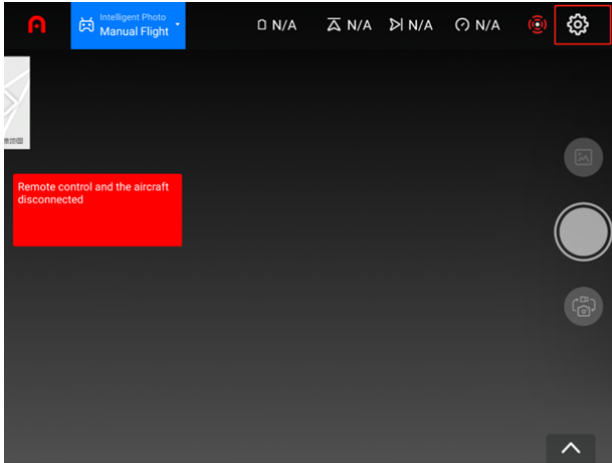 Intelligent Photo
Manual Flight
N/A
N/A
N/A
N/A
Remote control and the aircraft
disconnected